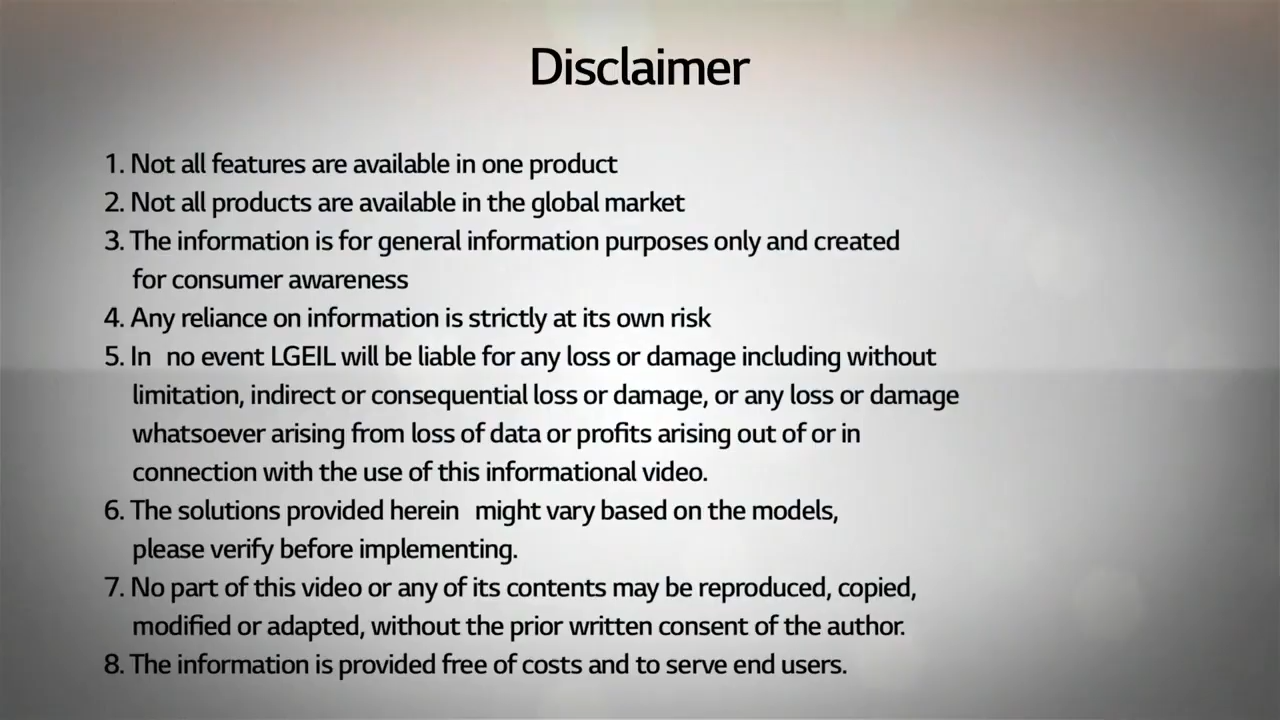 Disclaimer
1. Not all features are available in one product
2. Not all products are available in the global market
3. The information is for general information purposes only and created
for consumer awareness
4. Any reliance on information is strictly at its own risk
5. In  no event LGEIL will be liable for any loss or damage including without
limitation, indirect or consequential loss or damage, or any loss or damage
whatsoever arising from loss of data or profits arising out of or in
connection with the use of this informational video.
6. The solutions provided herein  might vary based on the models,
please verify before implementing.
7. No part of this video or any of its contents may be reproduced, copied,
modified or adapted, without the prior written consent of the author.
8. The information is provided free of costs and to serve end users.